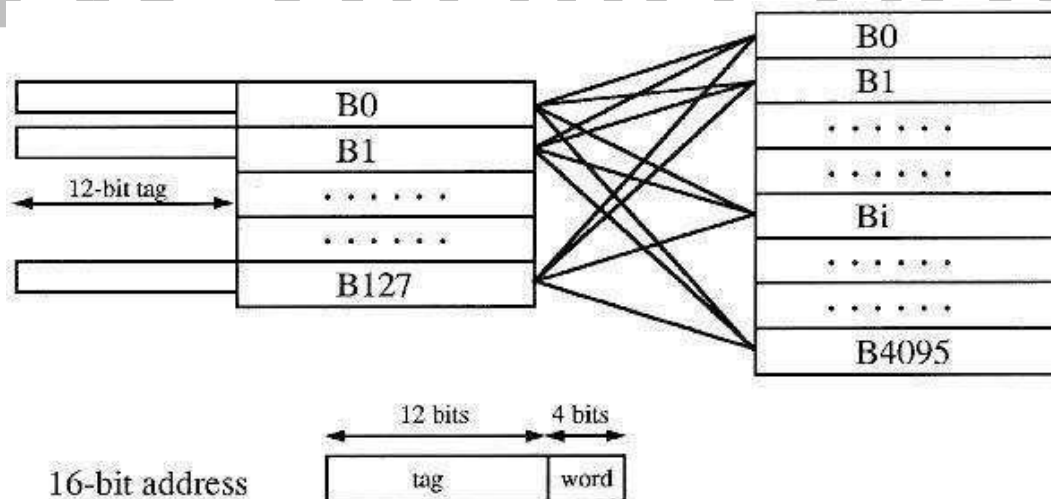 B0
B1
. . . . . .
. . . . . .
B127
12-bit tag
B0
B1
. . . . . .
. . . . . .
Bi
. . . . . .
. . . . . .
B4095
12 bits 4 bits
16-bit address tag word